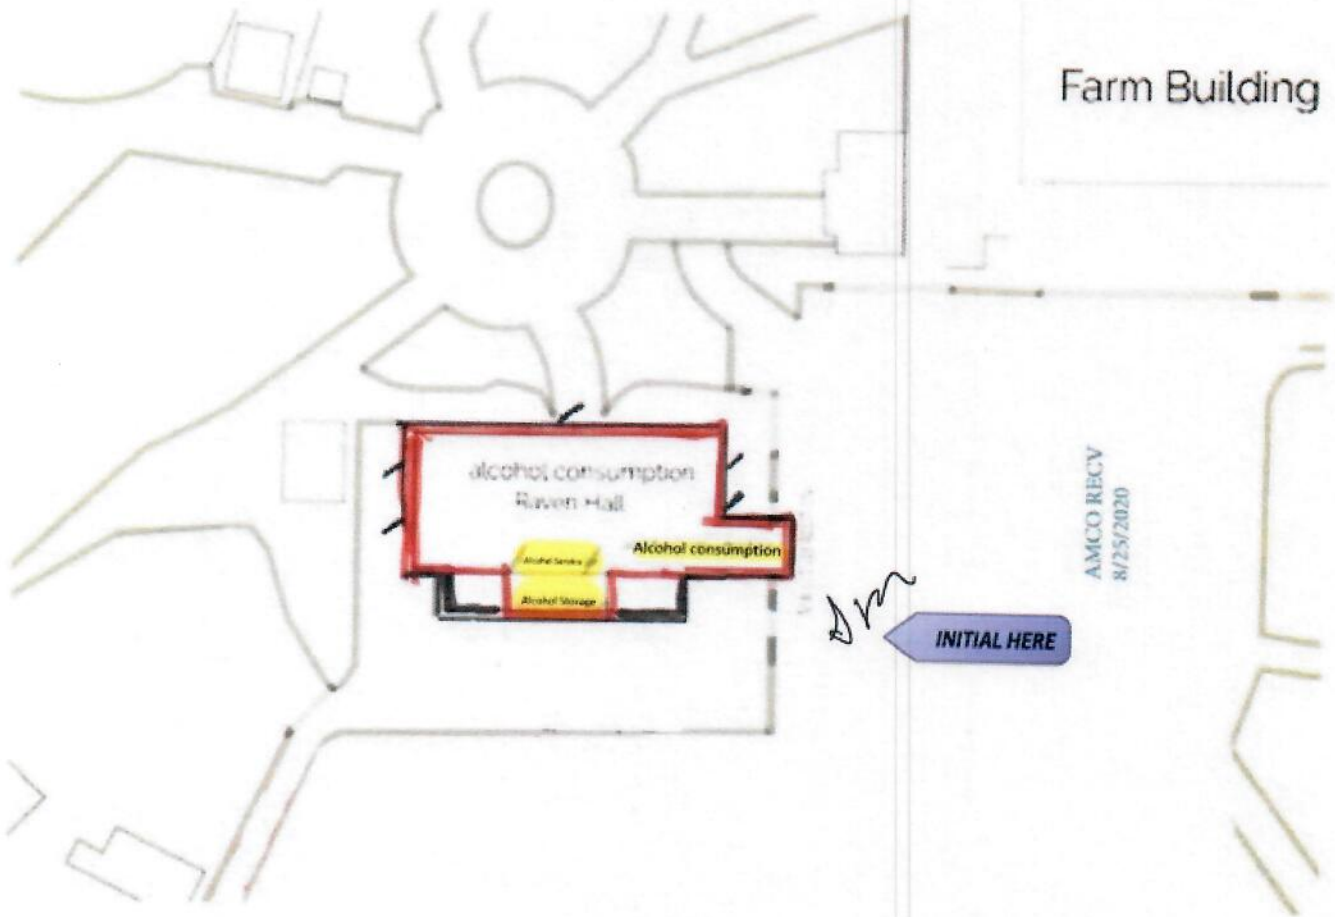 Farm Building
alcohol consumption
Raven Hall
Alcohol consumption
Alcohol Service
Alcohol Storage
INITIAL HERE
AMCO RECV
8/25/2020